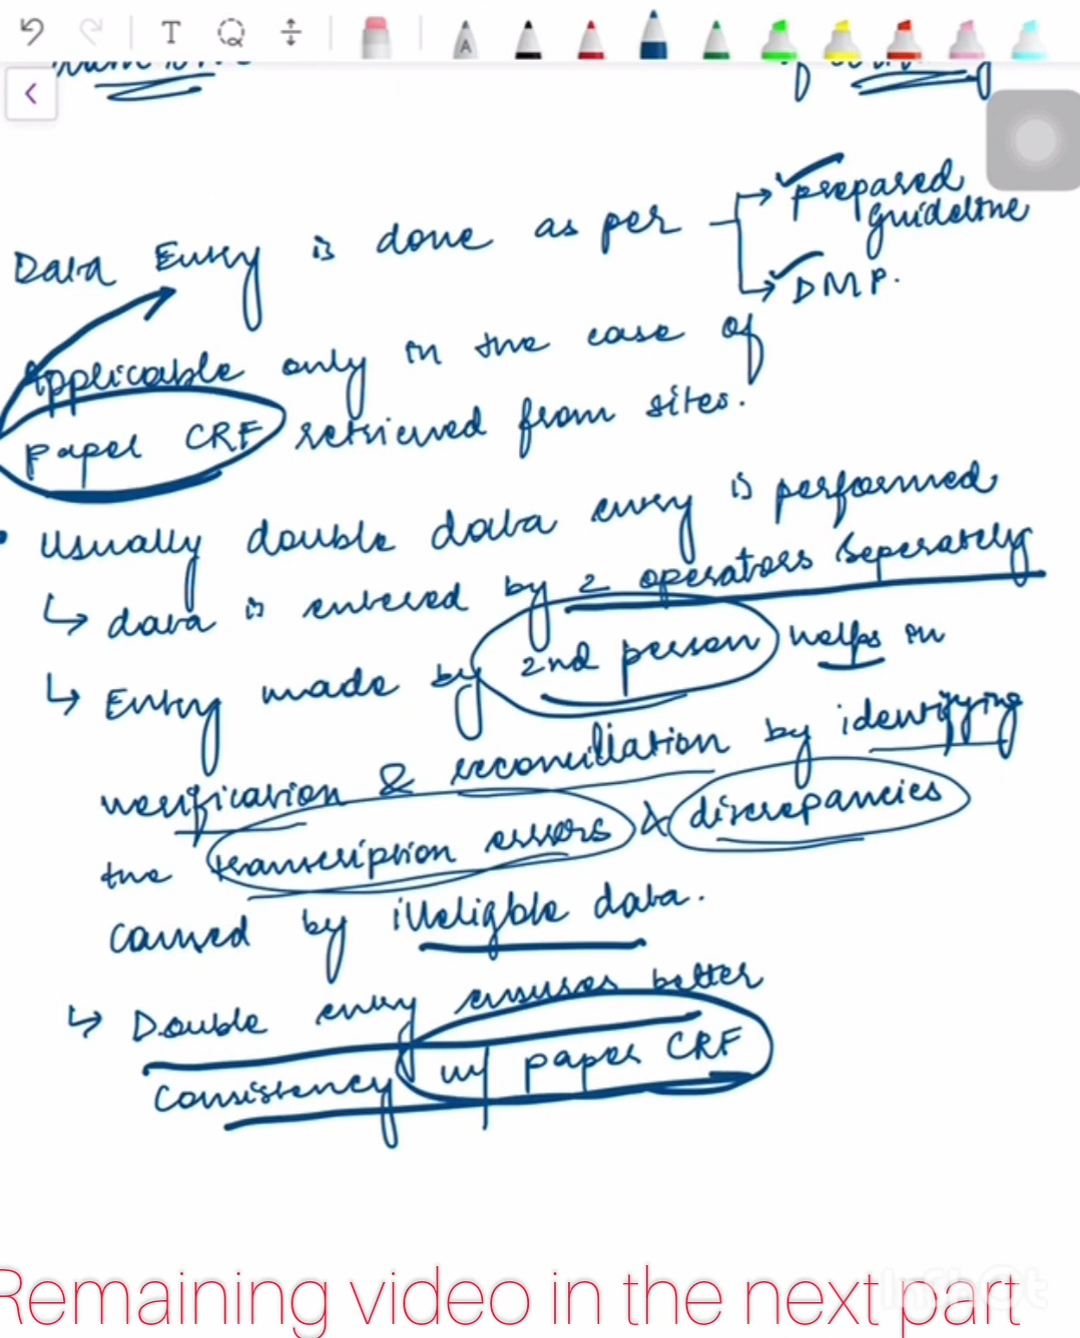 Data Entry is done as per → prepared guideline
→ DMP.
Applicable only in the case of
paper CRF retrieved from sites.
• Usually double data entry is performed
↳ data is entered by 2 operators seperately
↳ Entry made by 2nd person helps in
verification & reconciliation by identifying
the transcription errors & discrepancies
caused by illeligble data.
↳ Double entry ensures better
consistency w/ paper CRF
Remaining video in the next part
InShOt